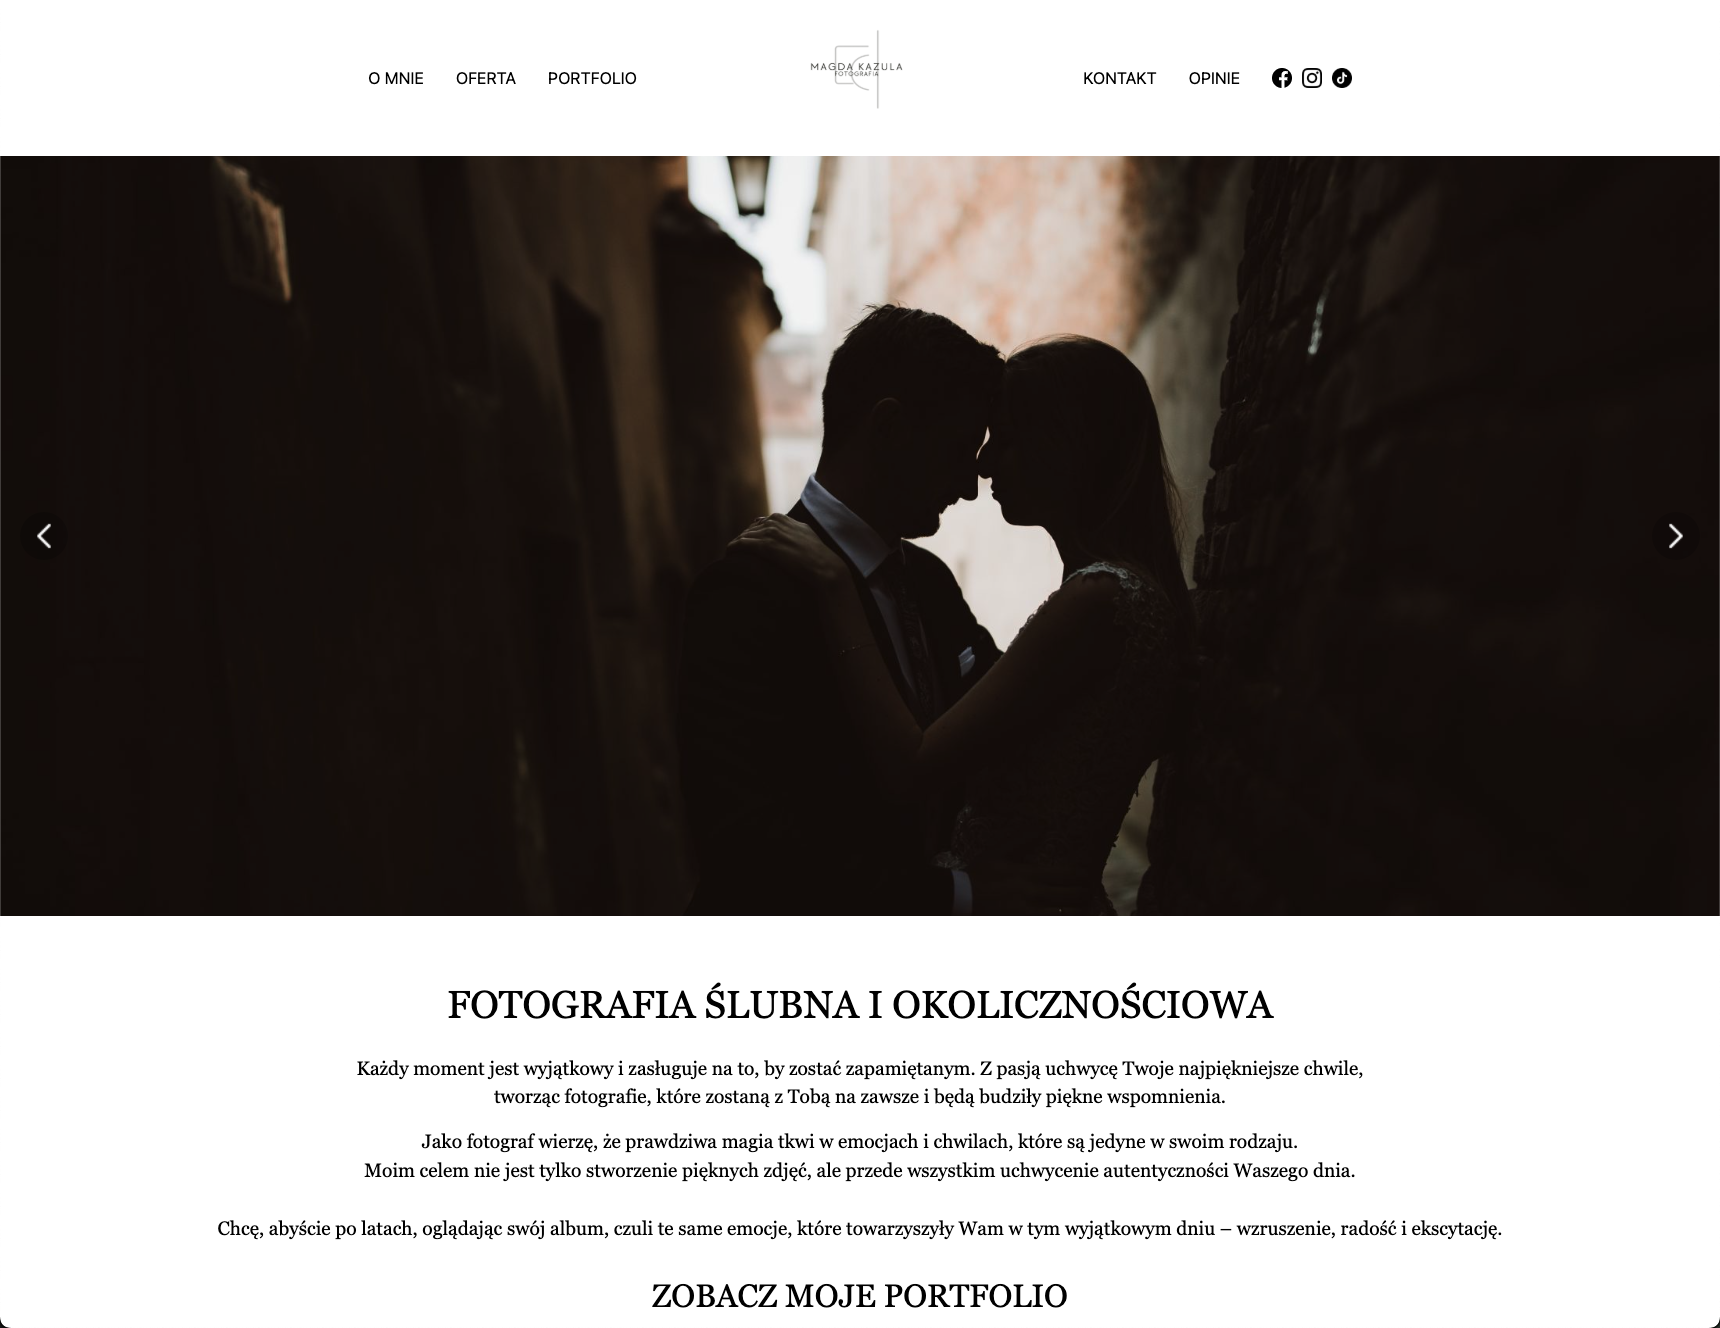 O MNIE OFERTA PORTFOLIO
MAGDA KAZULA
FOTOGRAFIA
KONTAKT OPINIE
FOTOGRAFIA ŚLUBNA I OKOLICZNOŚCIOWA
Każdy moment jest wyjątkowy i zasługuje na to, by zostać zapamiętanym. Z pasją uchwycę Twoje najpiękniejsze chwile,
tworząc fotografie, które zostaną z Tobą na zawsze i będą budziły piękne wspomnienia.
Jako fotograf wierzę, że prawdziwa magia tkwi w emocjach i chwilach, które są jedyne w swoim rodzaju.
Moim celem nie jest tylko stworzenie pięknych zdjęć, ale przede wszystkim uchwycenie autentyczności Waszego dnia.
Chcę, abyście po latach, oglądając swój album, czuli te same emocje, które towarzyszyły Wam w tym wyjątkowym dniu – wzruszenie, radość i ekscytację.
ZOBACZ MOJE PORTFOLIO